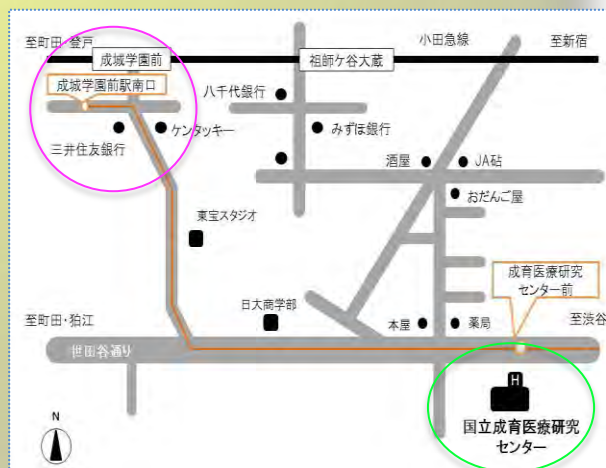 至町田・登戸
小田急線
至新宿
成城学園前
祖師ケ谷大蔵
成城学園前駅南口
八千代銀行
ケンタッキー
みずほ銀行
三井住友銀行
酒屋
JA砧
おだんご屋
東宝スタジオ
成育医療研究
センター前
至町田・狛江
日大商学部
本屋
薬局
至渋谷
世田谷通り
H
N
国立成育医療研究
センター